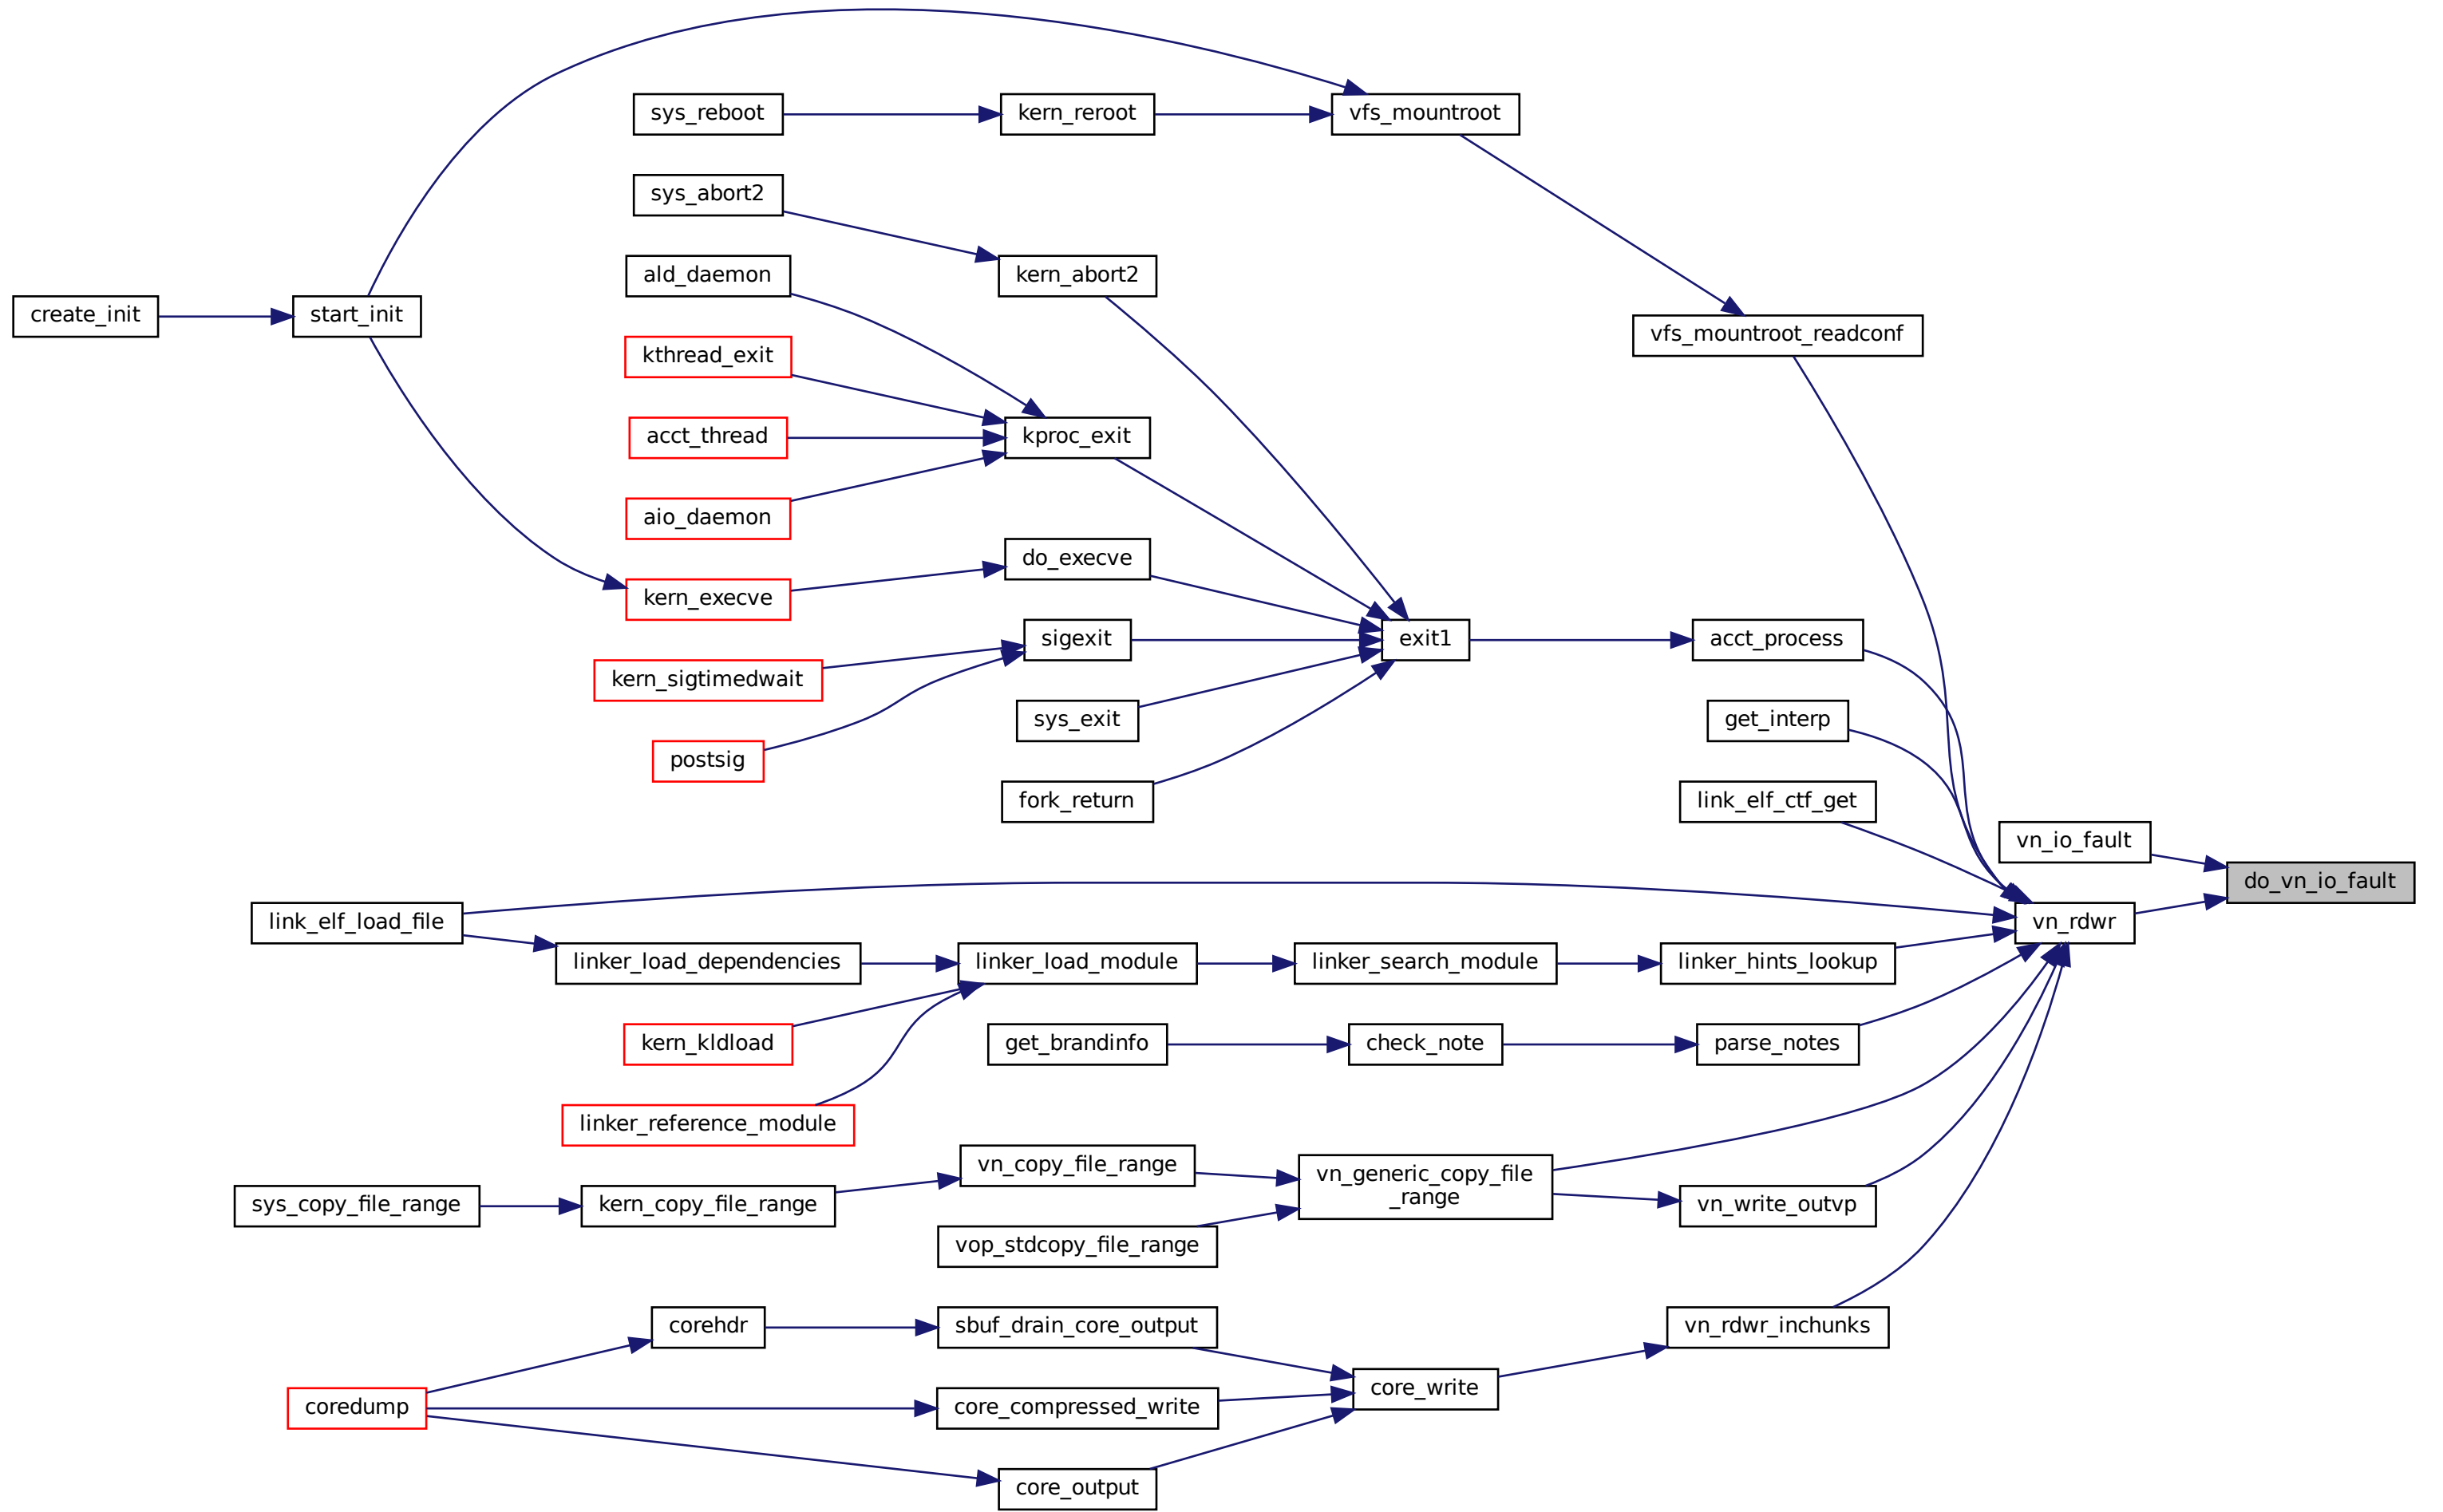 sys_reboot
kern_reroot
vfs_mountroot
sys_abort2
ald_daemon
kern_abort2
create_init
start_init
vfs_mountroot_readconf
kthread_exit
acct_thread
kproc_exit
aio_daemon
do_execve
kern_execve
sigexit
exit1
acct_process
kern_sigtimedwait
sys_exit
get_interp
postsig
fork_return
link_elf_ctf_get
vn_io_fault
do_vn_io_fault
link_elf_load_file
vn_rdwr
linker_load_dependencies
linker_load_module
linker_search_module
linker_hints_lookup
kern_kldload
get_brandinfo
check_note
parse_notes
linker_reference_module
vn_copy_file_range
vn_generic_copy_file
_range
sys_copy_file_range
kern_copy_file_range
vn_write_outvp
vop_stdcopy_file_range
corehdr
sbuf_drain_core_output
vn_rdwr_inchunks
core_write
coredump
core_compressed_write
core_output